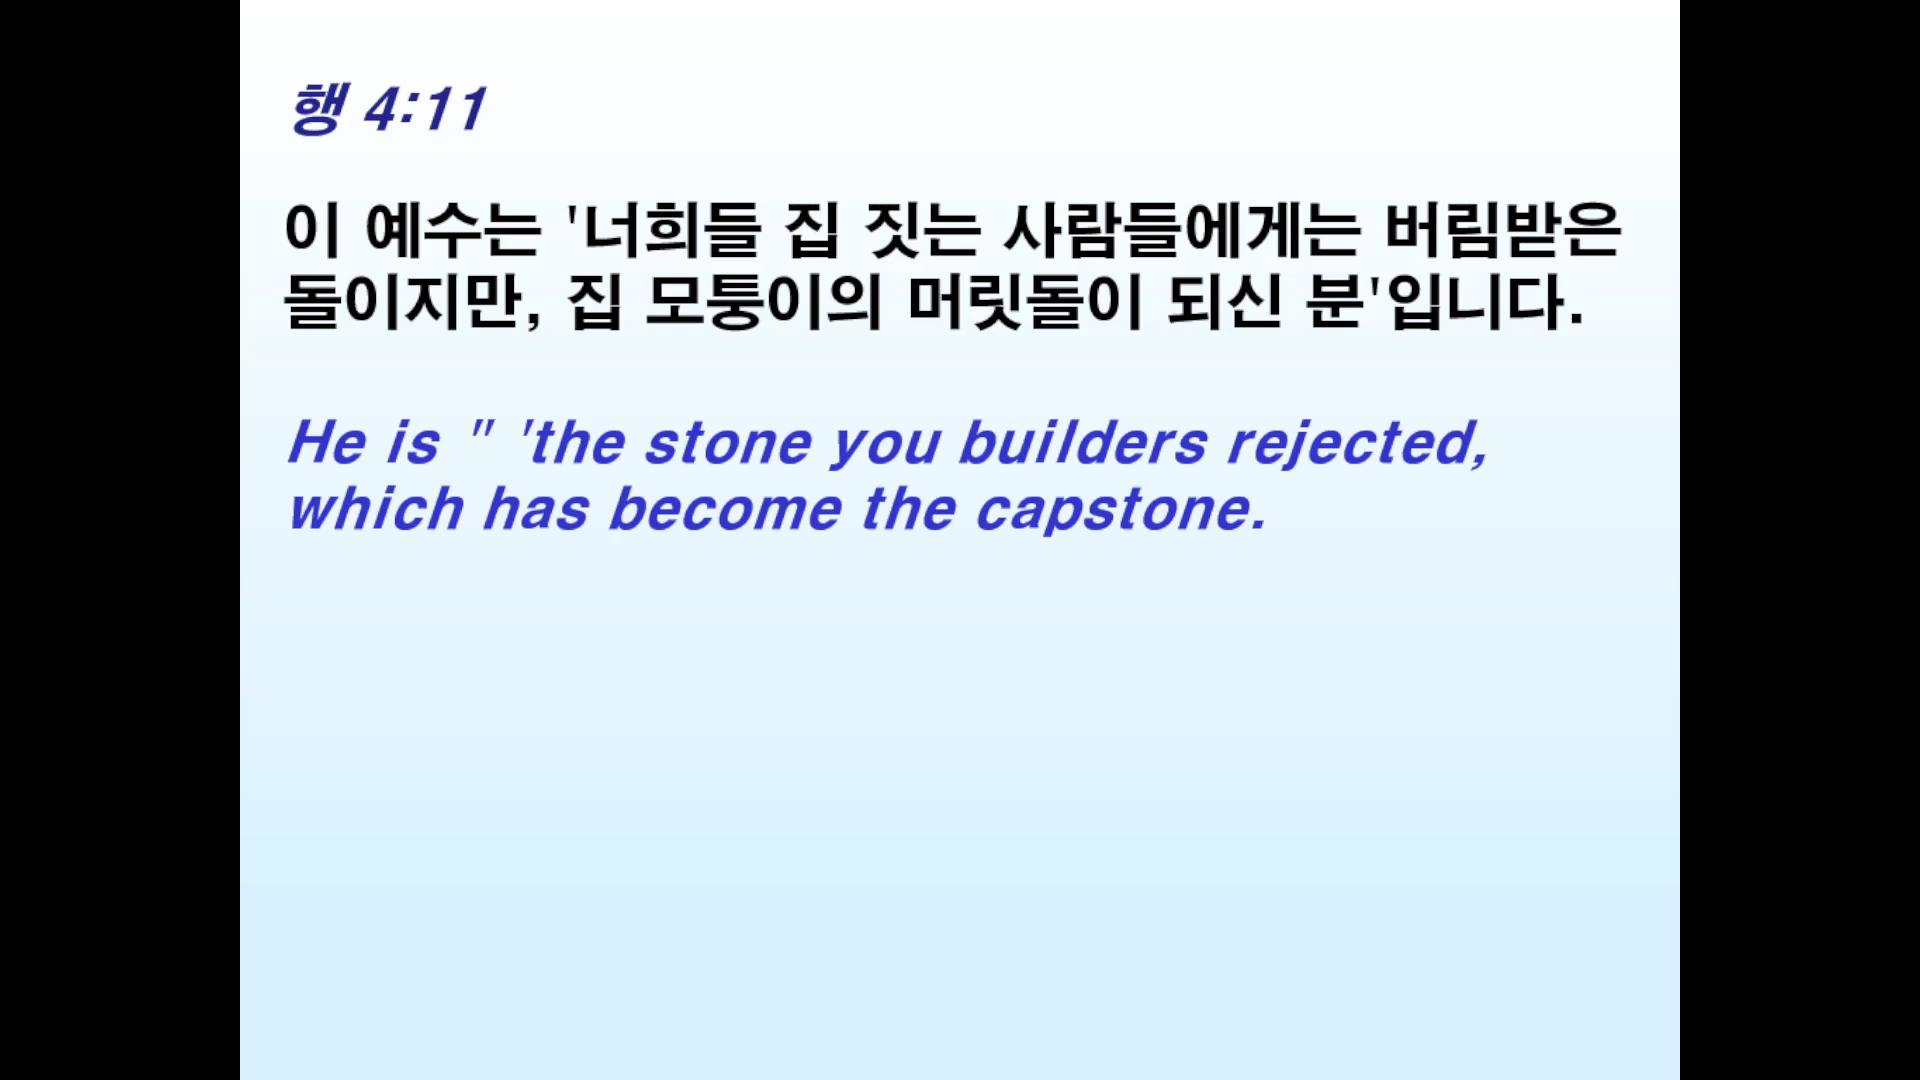 행 4:11
이 예수는 '너희들 집 짓는 사람들에게는 버림받은
돌이지만, 집 모퉁이의 머릿돌이 되신 분'입니다.
He is " 'the stone you builders rejected,
which has become the capstone.